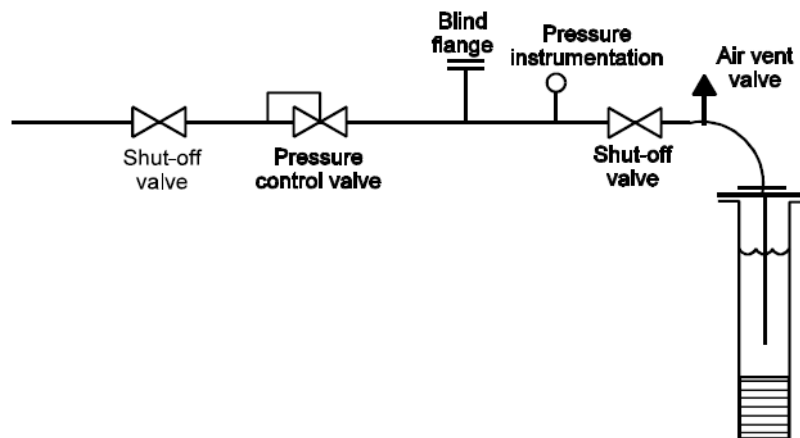 Blind
flange
Pressure
instrumentation
Air vent
valve
Shut-off
valve
Pressure
control valve
Shut-off
valve